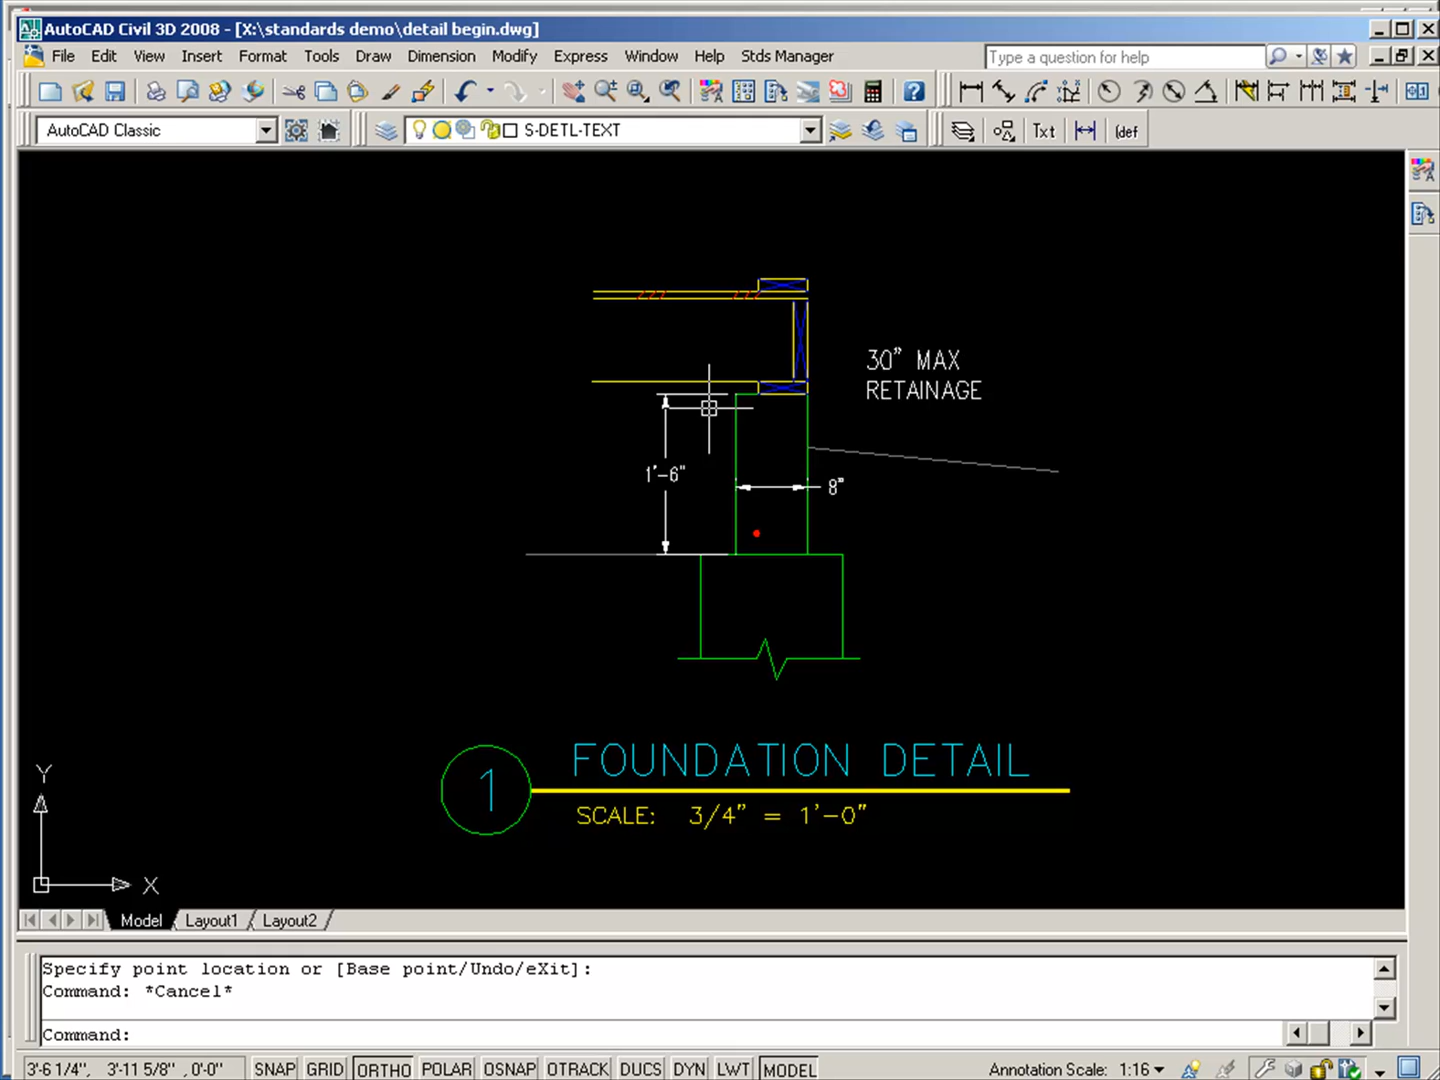 AutoCAD Civil 3D 2008 - [X:\standards demo\detail begin.dwg]
File Edit View Insert Format Tools Draw Dimension Modify Express Window Help Stds Manager
Type a question for help
AutoCAD Classic
S-DETL-TEXT
Txt
(def
30" MAX
RETAINAGE
1'-6"
8"
1
FOUNDATION DETAIL
SCALE: 3/4" = 1'-0"
Y
X
Model Layout1 Layout2
Specify point location or [Base point/Undo/eXit]:
Command: *Cancel*
Command:
3'-6 1/4", 3'-11 5/8" , 0'-0"
SNAP GRID ORTHO POLAR OSNAP OTRACK DUCS DYN LWT MODEL
Annotation Scale: 1:16